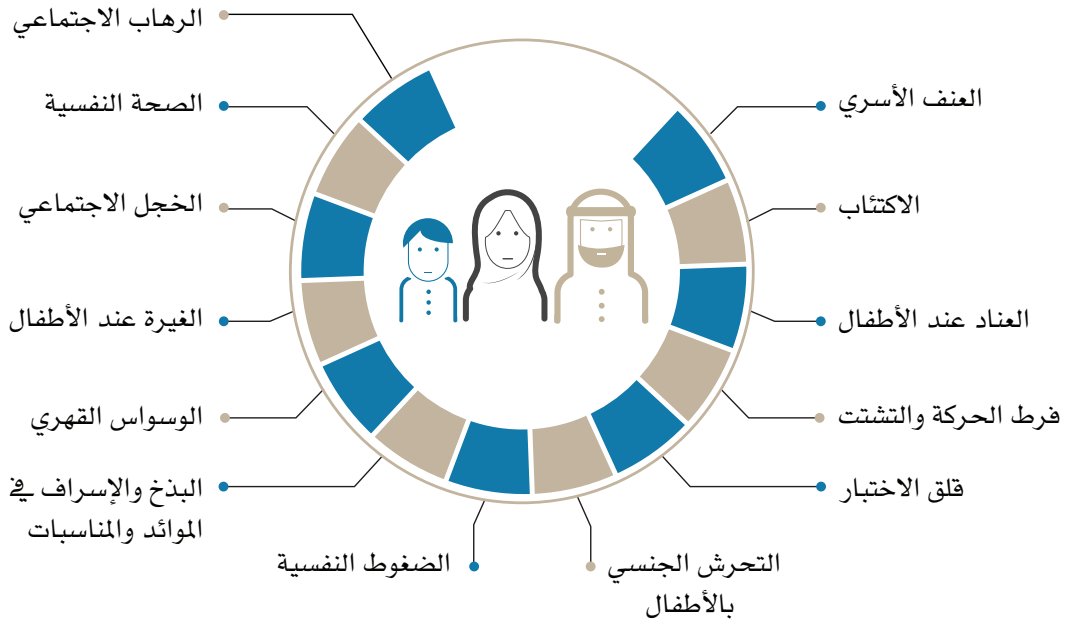 العنف الأسري
الاكتئاب
العناد عند الأطفال
فرط الحركة والتشتت
قلق الاختبار
التحرش الجنسي
بالأطفال
الضغوط النفسية
البذخ والإسراف في
الموائد والمناسبات
الوسواس القهري
الغيرة عند الأطفال
الخجل الاجتماعي
الصحة النفسية
الرهاب الاجتماعي